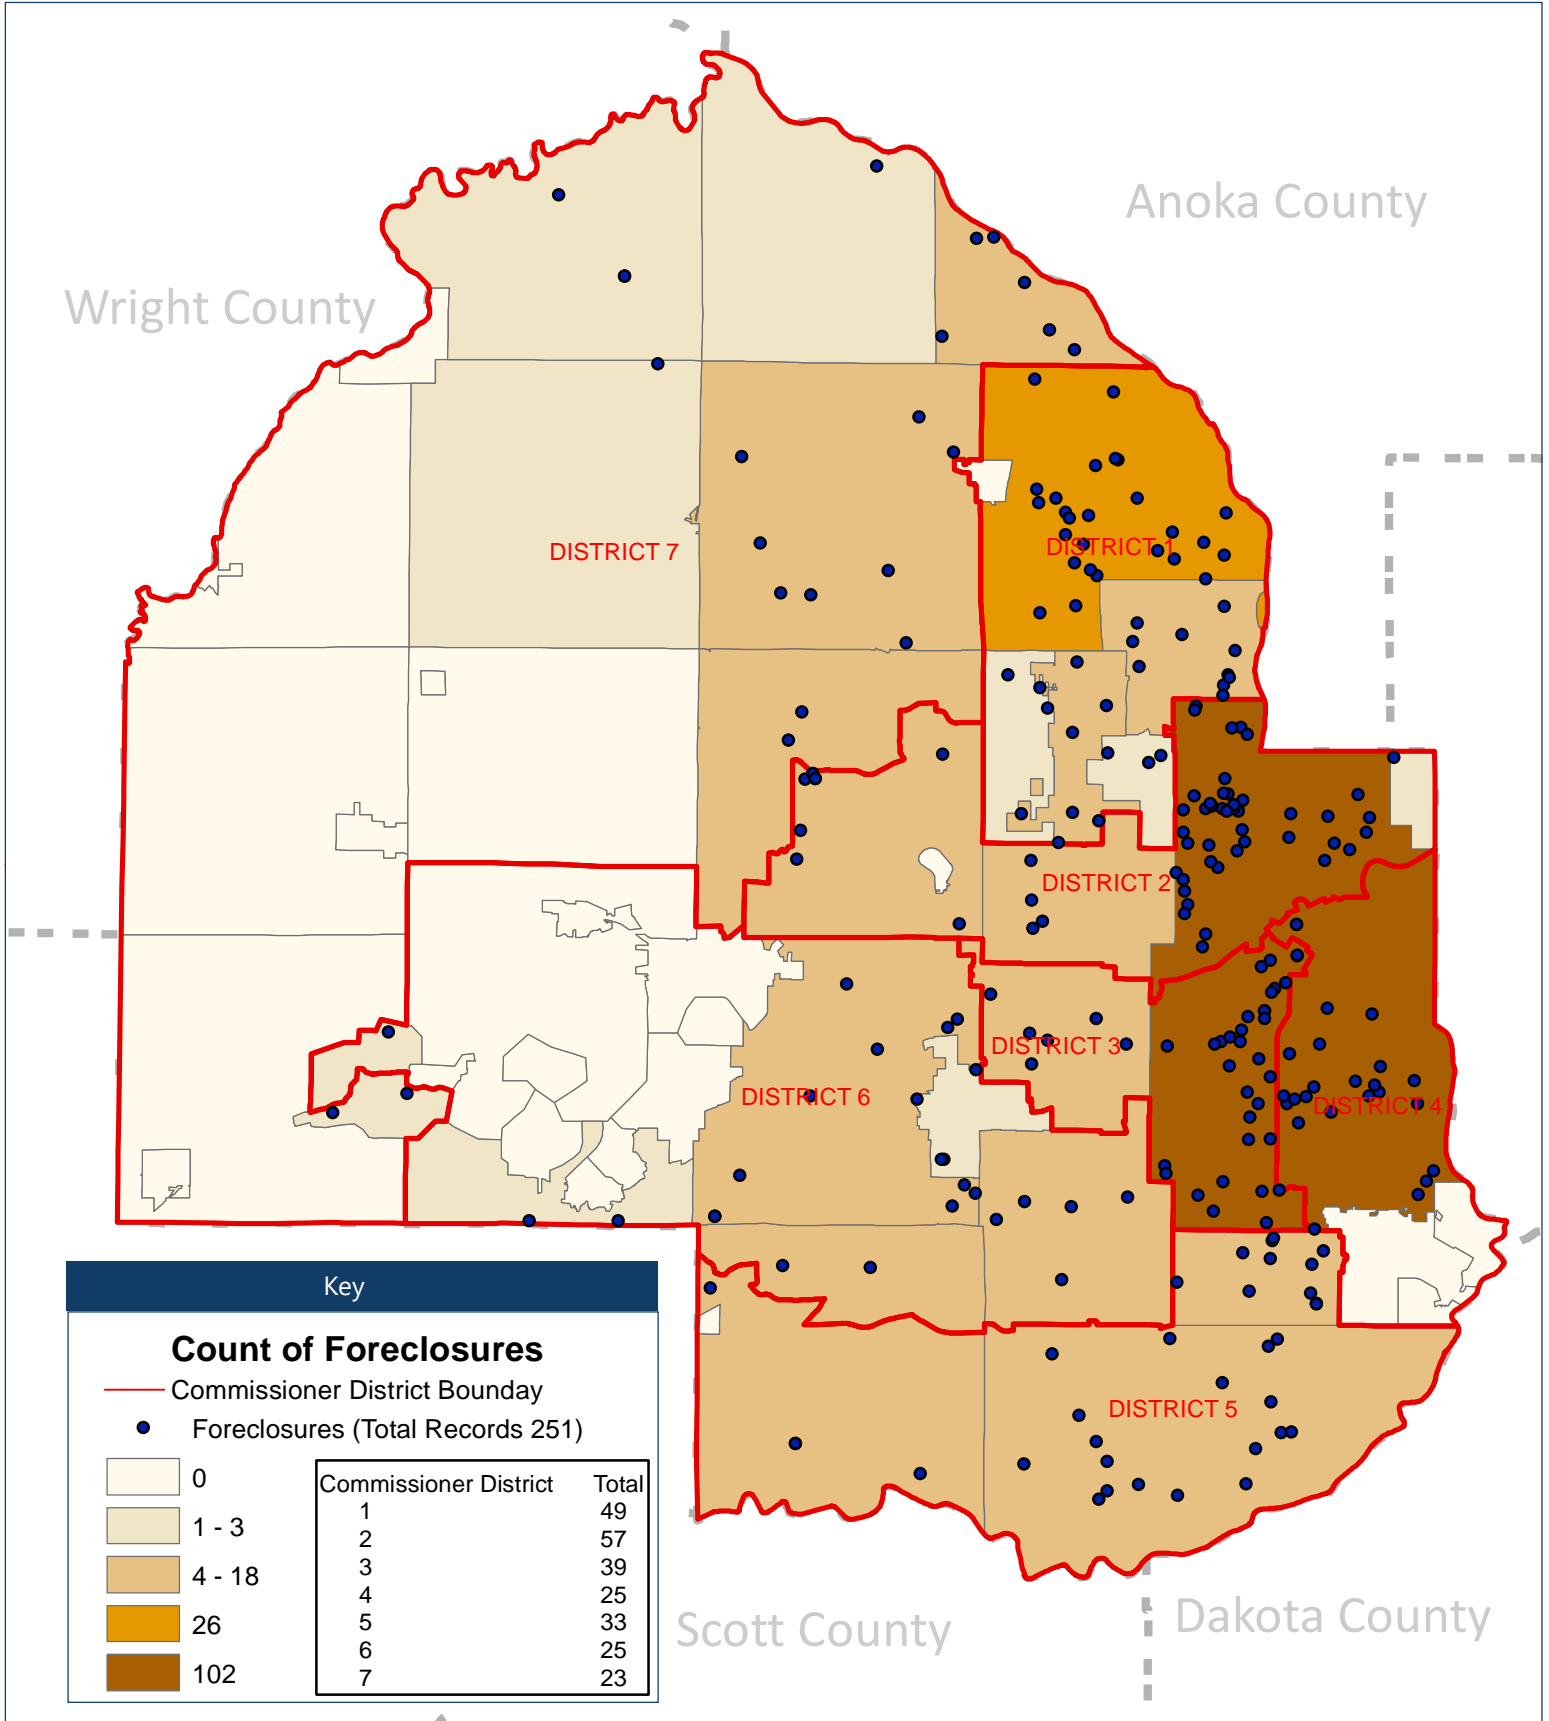 Anoka County
Wright County
DISTRICT 7
DISTRICT 1
DISTRICT 2
DISTRICT 3
DISTRICT 6
DISTRICT 4
DISTRICT 5
Scott County
Dakota County
Key
Count of Foreclosures
Commissioner District Bounday
Foreclosures (Total Records 251)
0
1 - 3
4 - 18
26
102
Commissioner District Total
1 49
2 57
3 39
4 25
5 33
6 25
7 23